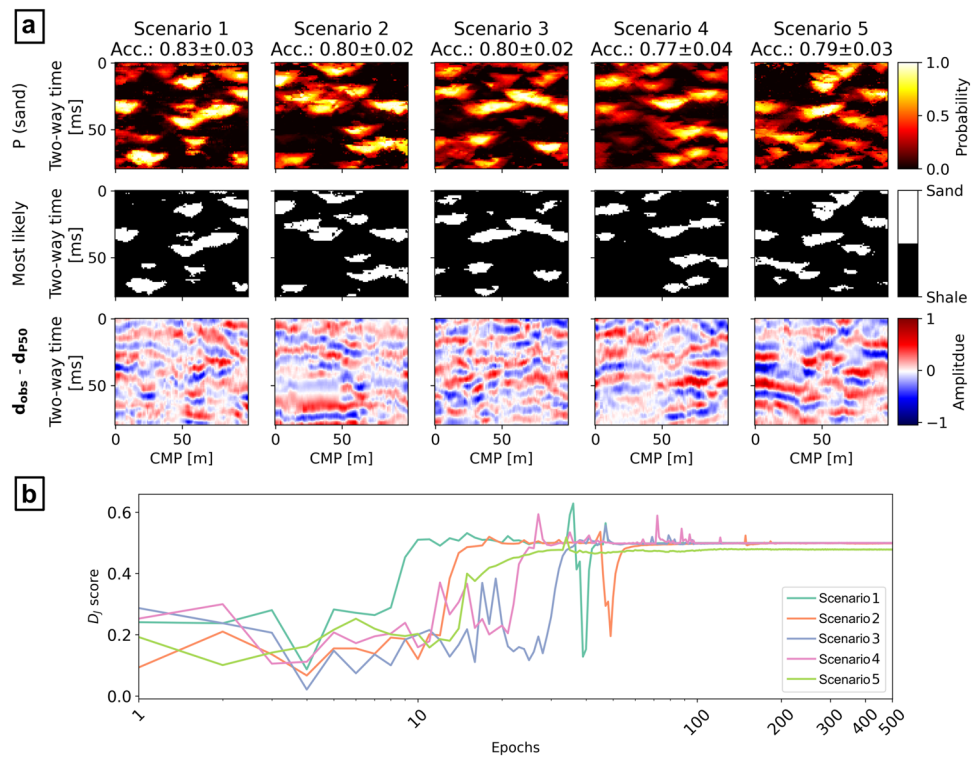 a
Scenario 1 Scenario 2 Scenario 3 Scenario 4 Scenario 5
Acc.: 0.83±0.03 Acc.: 0.80±0.02 Acc.: 0.80±0.02 Acc.: 0.77±0.04 Acc.: 0.79±0.03
P (sand)
Two-way time
[ms]
0
50
1.0
0.5
0.0
Probability
Most likely
Two-way time
[ms]
0
50
Sand
Shale
d_obs - d_P50
Two-way time
[ms]
0
50
1
0
−1
Amplitdue
0 50 0 50 0 50 0 50 0 50
CMP [m] CMP [m] CMP [m] CMP [m] CMP [m]
b
D_J score
0.6
0.4
0.2
0.0
Scenario 1
Scenario 2
Scenario 3
Scenario 4
Scenario 5
1 10 100 200 300 400 500
Epochs